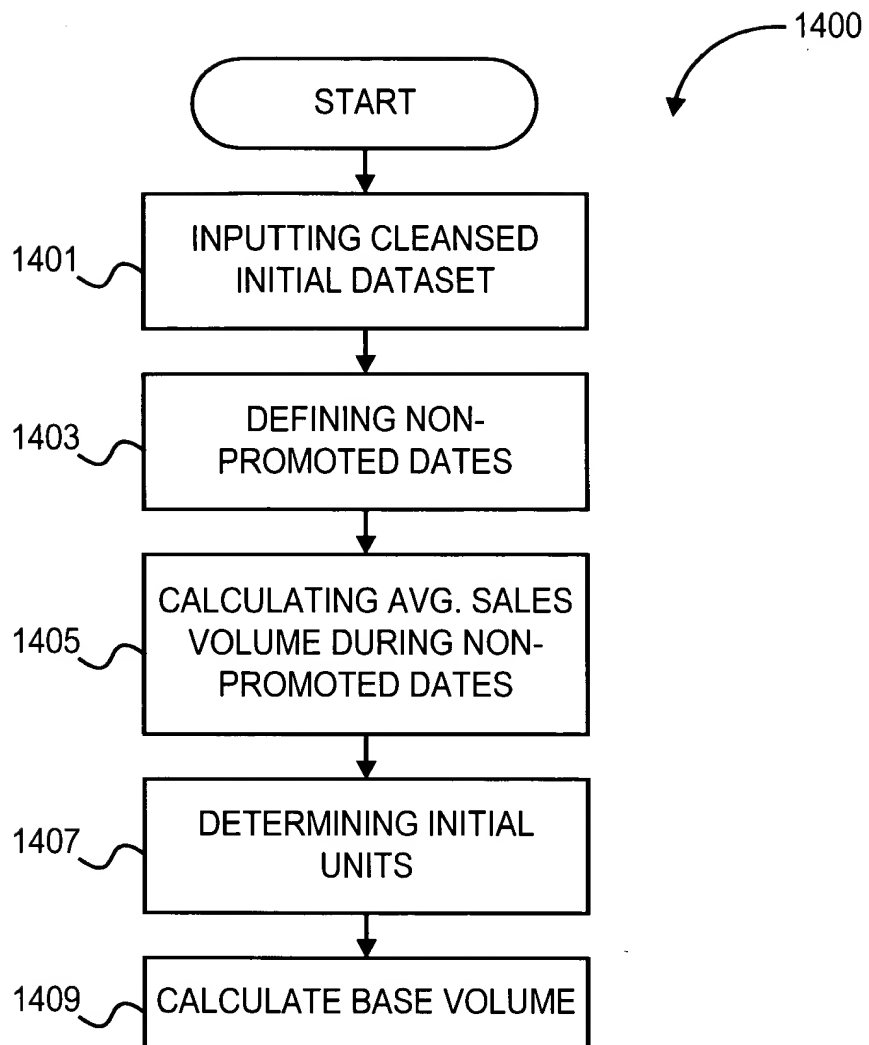 1400
START
1401
INPUTTING CLEANSED
INITIAL DATASET
1403
DEFINING NON-
PROMOTED DATES
1405
CALCULATING AVG. SALES
VOLUME DURING NON-
PROMOTED DATES
1407
DETERMINING INITIAL
UNITS
1409
CALCULATE BASE VOLUME